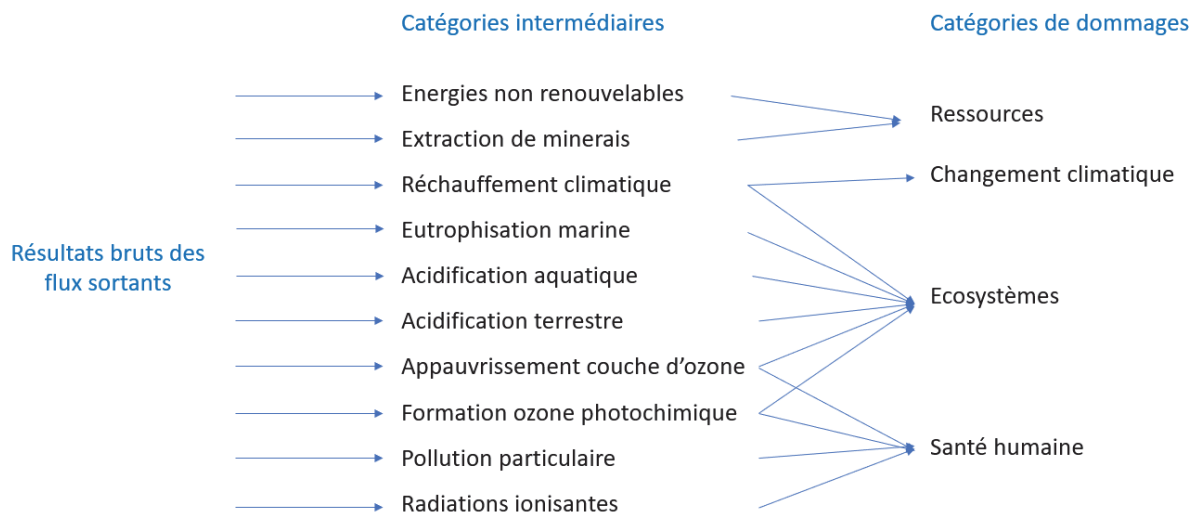 Catégories intermédiaires
Catégories de dommages
Energies non renouvelables
Extraction de minerais
Réchauffement climatique
Eutrophisation marine
Acidification aquatique
Acidification terrestre
Appauvrissement couche d’ozone
Formation ozone photochimique
Pollution particulaire
Radiations ionisantes
Résultats bruts des
flux sortants
Ressources
Changement climatique
Ecosystèmes
Santé humaine